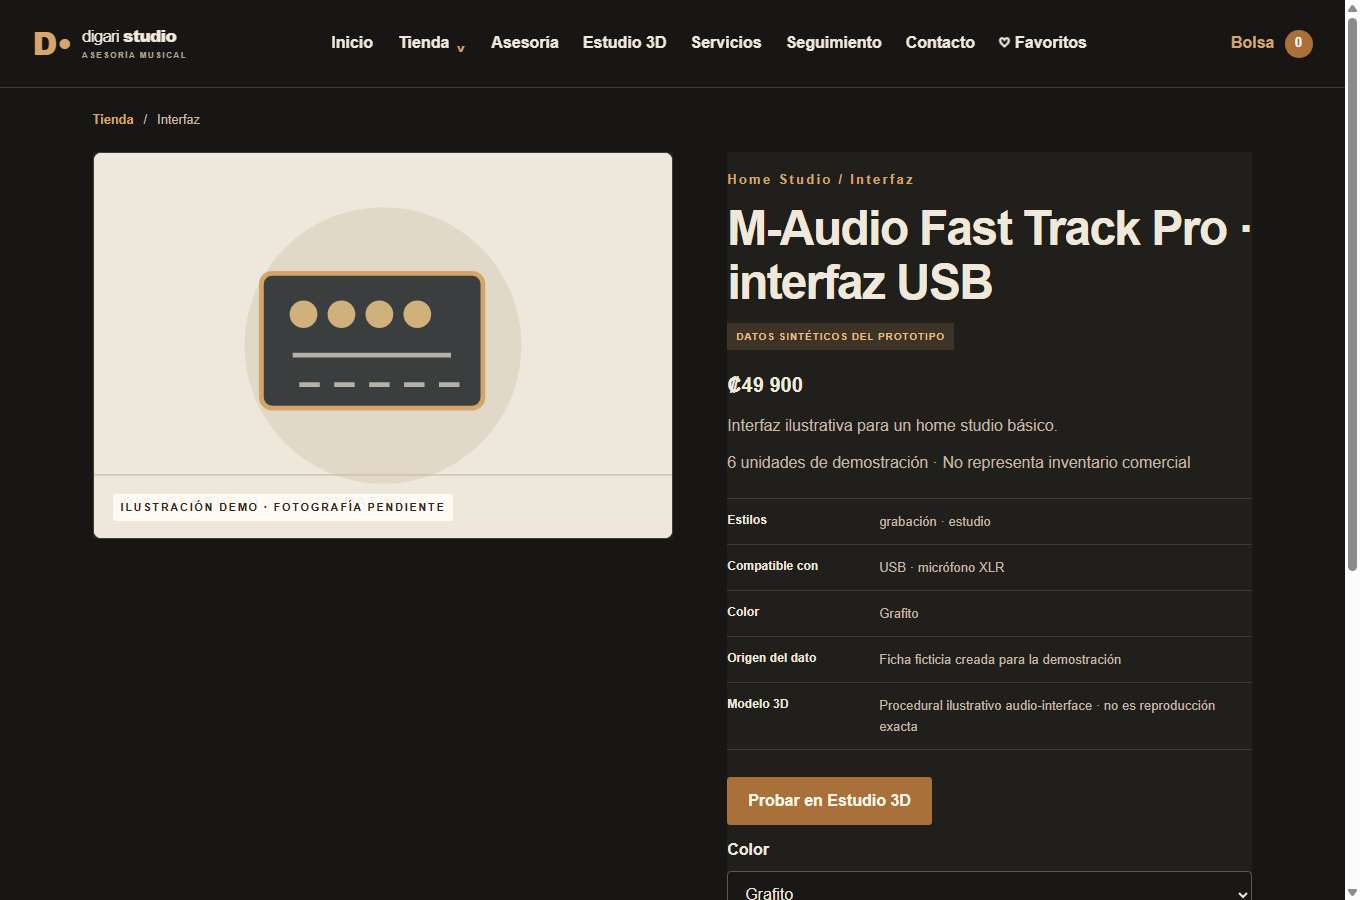 D•
digari studio
ASESORÍA MUSICAL
Inicio
Tienda v
Asesoría
Estudio 3D
Servicios
Seguimiento
Contacto
♡ Favoritos
Bolsa 0
Tienda / Interfaz
ILUSTRACIÓN DEMO · FOTOGRAFÍA PENDIENTE
Home Studio / Interfaz
M-Audio Fast Track Pro ·
interfaz USB
DATOS SINTÉTICOS DEL PROTOTIPO
₡49 900
Interfaz ilustrativa para un home studio básico.
6 unidades de demostración · No representa inventario comercial
Estilos grabación · estudio
Compatible con USB · micrófono XLR
Color Grafito
Origen del dato Ficha ficticia creada para la demostración
Modelo 3D Procedural ilustrativo audio-interface · no es reproducción
exacta
Probar en Estudio 3D
Color
Grafito